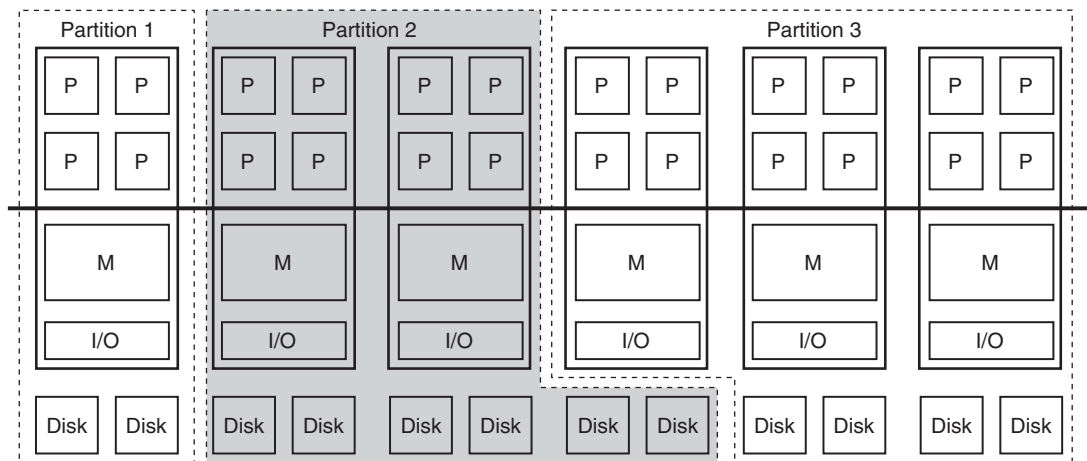 Partition 1 Partition 2 Partition 3
P P P P P P P P P P P P
P P P P P P P P P P P P
M M M M M M
I/O I/O I/O I/O I/O I/O
Disk Disk Disk Disk Disk Disk Disk Disk Disk Disk Disk Disk